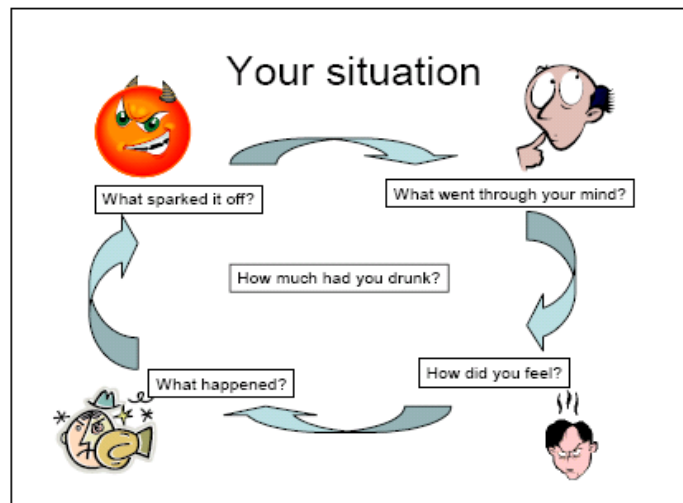 Your situation
What sparked it off?
What went through your mind?
How much had you drunk?
How did you feel?
What happened?